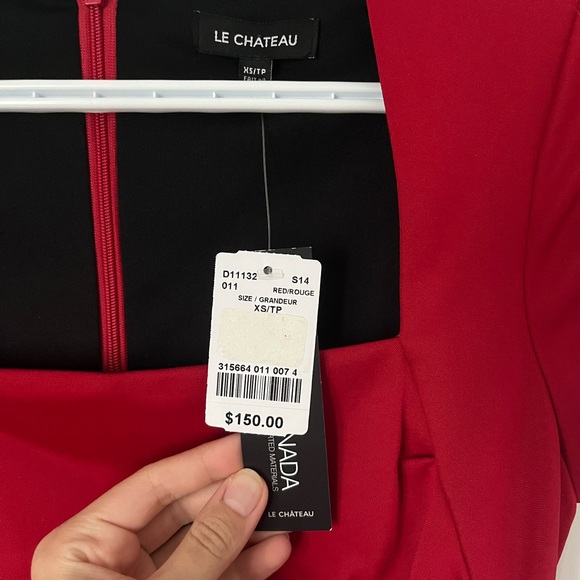 LE CHATEAU
XS/TP
D11132
S14
011
RED/ROUGE
SIZE / GRANDEUR
XS/TP
315664 011 007 4
$150.00
NADA
RTED MATERIALS
LE CHÂTEAU